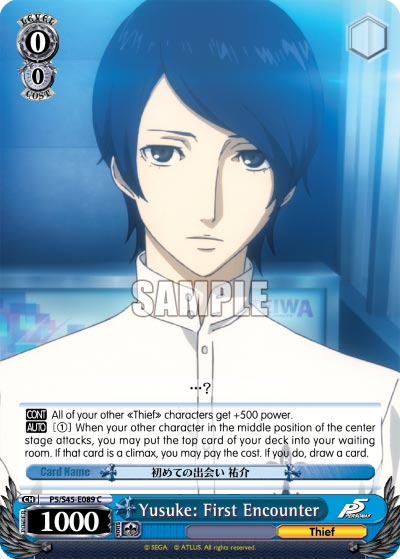 LEVEL
0
0
COST
SAMPLE
EIWA
…?
CONT All of your other «Thief» characters get +500 power.
AUTO [①] When your other character in the middle position of the center
stage attacks, you may put the top card of your deck into your waiting
room. If that card is a climax, you may pay the cost. If you do, draw a card.
Card Name 初めての出会い 祐介
CH P5/S45-E089 C
POWER 1000
Yusuke: First Encounter
P5 PERSONA5
Thief
© SEGA. © ATLUS. All rights reserved.